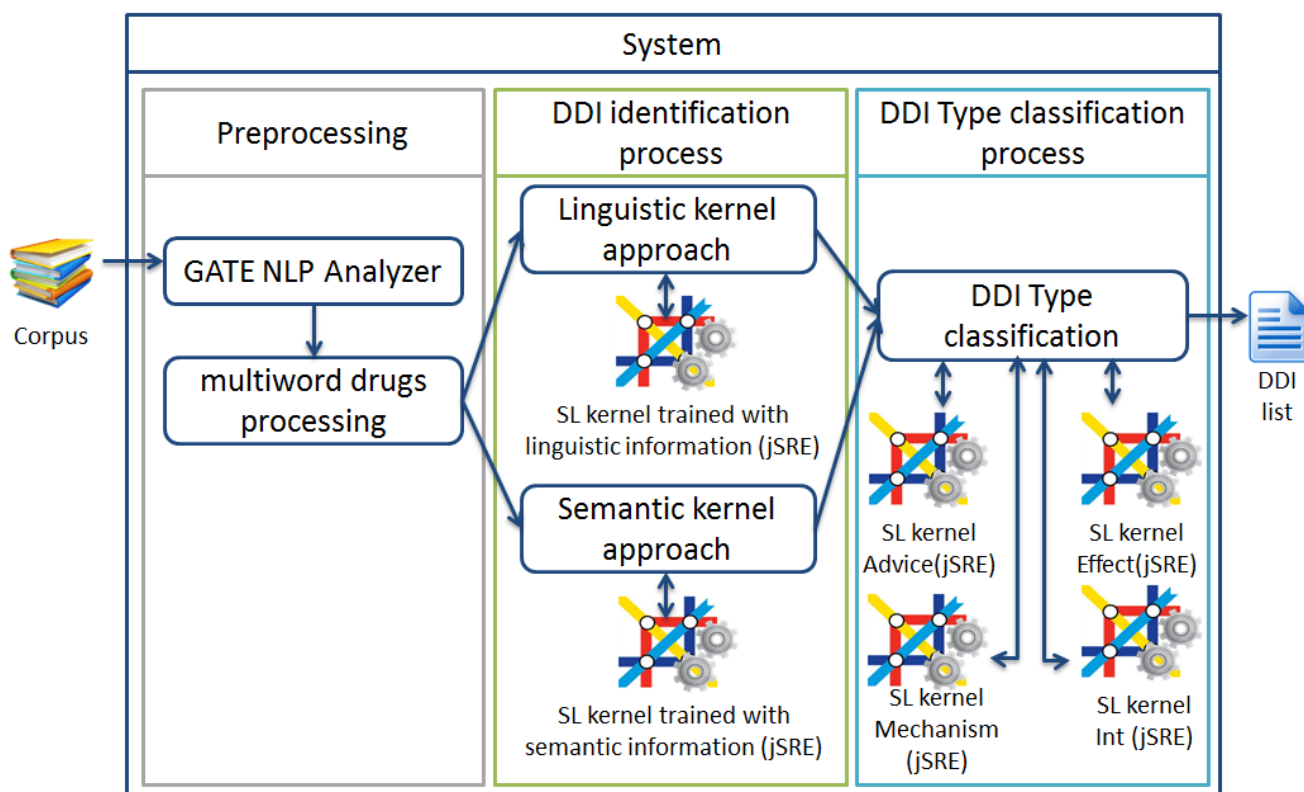 System
Preprocessing
DDI identification
process
DDI Type classification
process
Corpus
GATE NLP Analyzer
multiword drugs
processing
Linguistic kernel
approach
SL kernel trained with
linguistic information (jSRE)
Semantic kernel
approach
SL kernel trained with
semantic information (jSRE)
DDI Type
classification
SL kernel
Advice(jSRE)
SL kernel
Effect(jSRE)
SL kernel
Mechanism
(jSRE)
SL kernel
Int (jSRE)
DDI
list